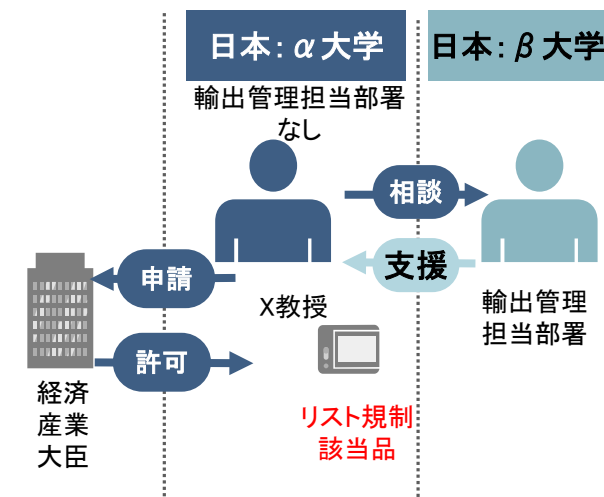 日本：α大学
日本：β大学
輸出管理担当部署
なし
相談
支援
申請
許可
X教授
輸出管理
担当部署
経済
産業
大臣
リスト規制
該当品